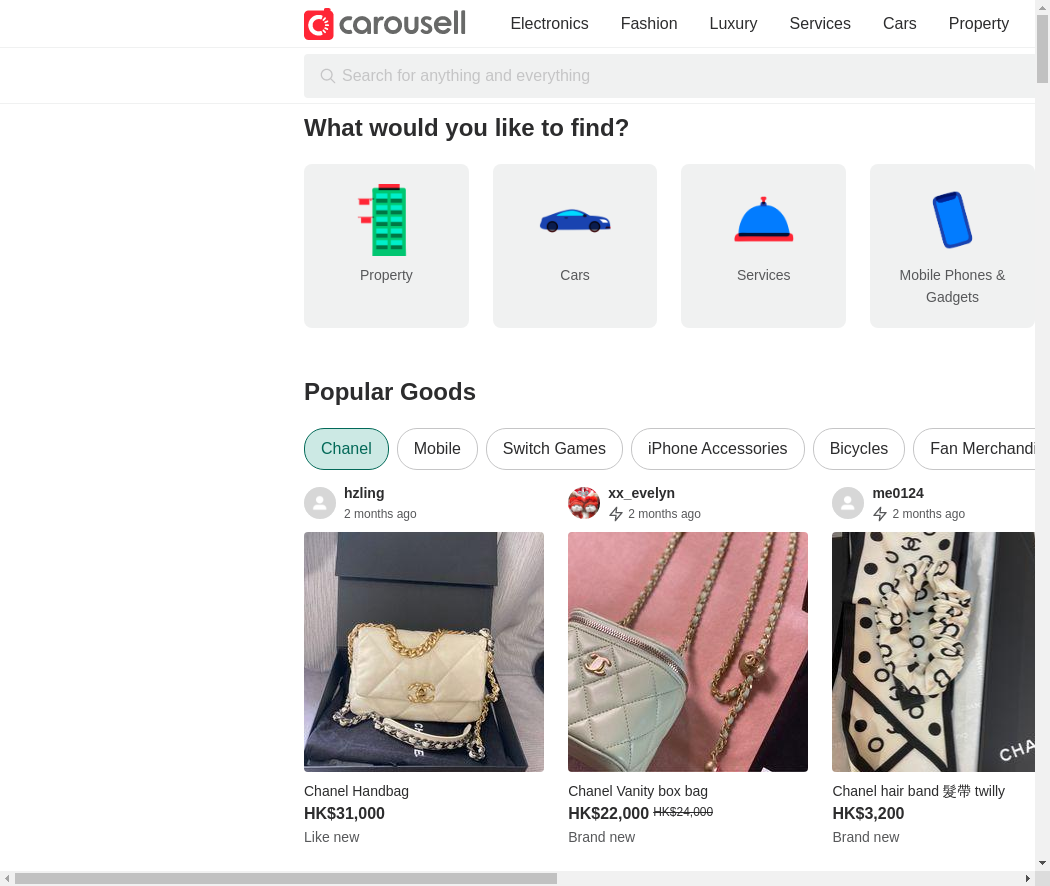 carousell
Electronics
Fashion
Luxury
Services
Cars
Property
Search for anything and everything
What would you like to find?
Property
Cars
Services
Mobile Phones &
Gadgets
Popular Goods
Chanel
Mobile
Switch Games
iPhone Accessories
Bicycles
Fan Merchandi
hzling
2 months ago
xx_evelyn
2 months ago
me0124
2 months ago
CHANEL
CHA
Chanel Handbag
HK$31,000
Like new
Chanel Vanity box bag
HK$22,000 HK$24,000
Brand new
Chanel hair band 髮帶 twilly
HK$3,200
Brand new